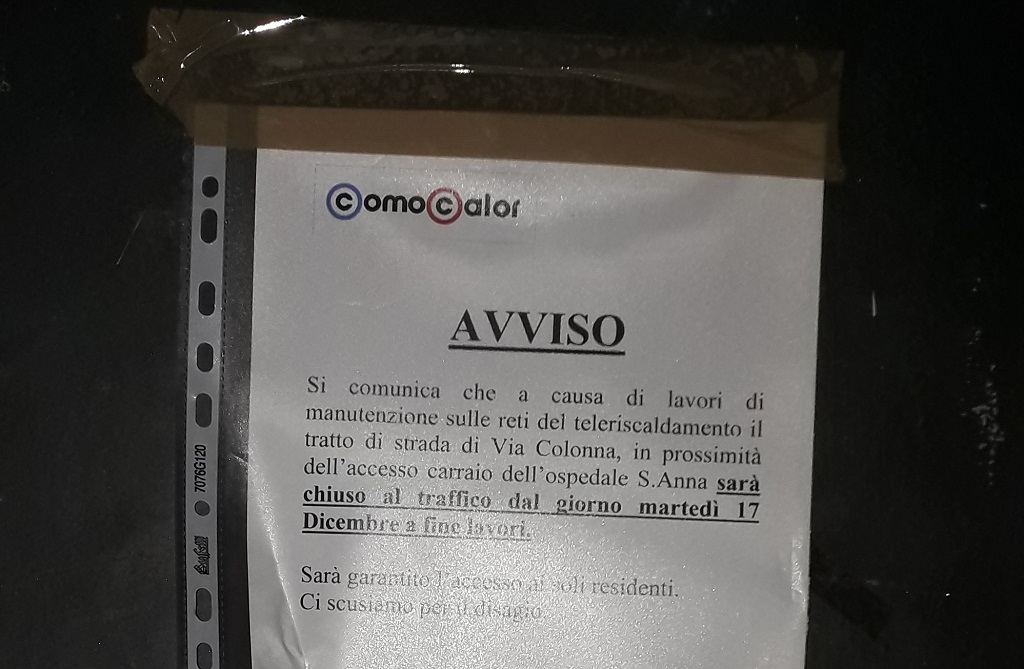 comocalor
AVVISO
Si comunica che a causa di lavori di
manutenzione sulle reti del teleriscaldamento il
tratto di strada di Via Colonna, in prossimità
dell'accesso carraio dell'ospedale S.Anna sarà
chiuso al traffico dal giorno martedì 17
Dicembre a fine lavori.
Sarà garantito l'accesso ai soli residenti.
Ci scusiamo per il disagio.
7076G120